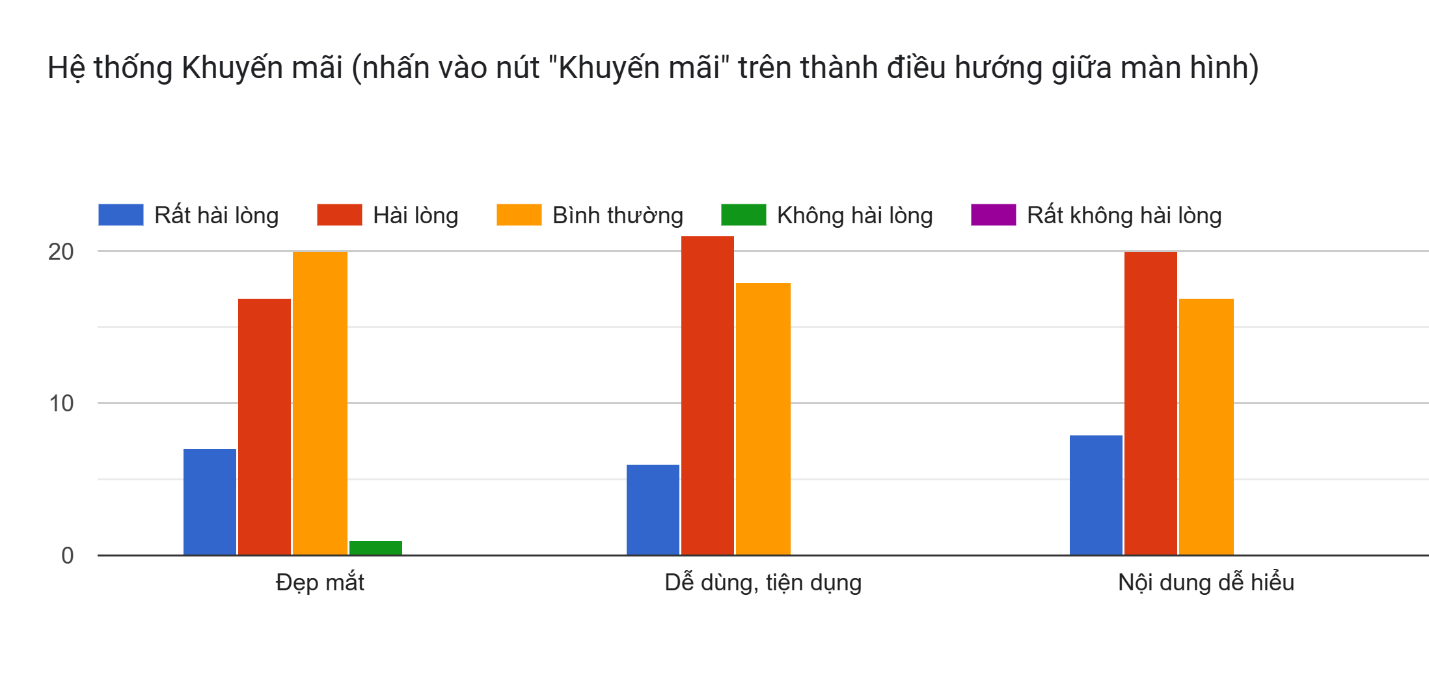 Hệ thống Khuyến mãi (nhấn vào nút "Khuyến mãi" trên thành điều hướng giữa màn hình)
Rất hài lòng Hài lòng Bình thường Không hài lòng Rất không hài lòng
20
10
0
Đẹp mắt Dễ dùng, tiện dụng Nội dung dễ hiểu